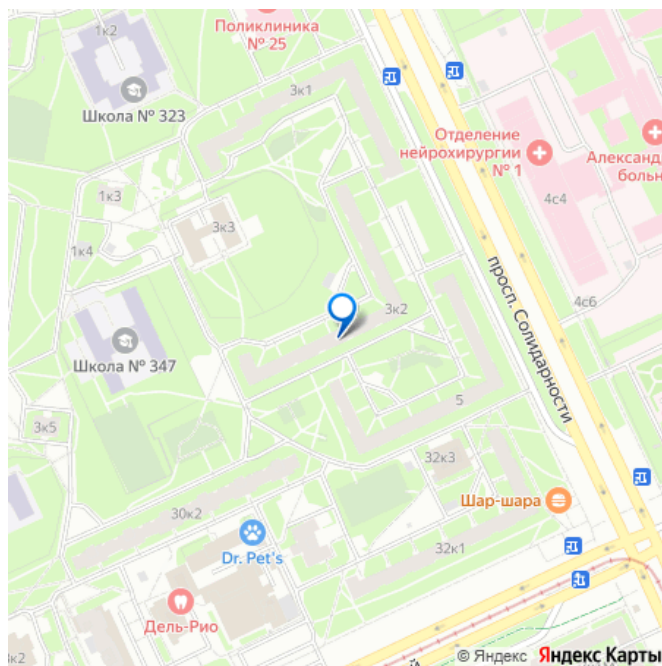 1к2
Поликлиника
№ 25
3к1
Школа № 323
Отделение
нейрохирургии
№ 1
Александ
больн
4с4
1к3
3к3
1к4
просп. Солидарности
4с6
3к2
Школа № 347
5
3к5
32к3
Шар-шара
30к2
Dr. Pet's
32к1
Дель-Рио
3к2
© Яндекс Яндекс Карты